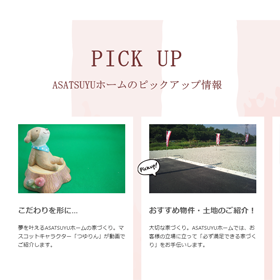 PICK UP
ASATSUYUホームのピックアップ情報
こだわりを形に...
夢を叶えるASATSUYUホームの家づくり。マ
スコットキャラクター「つゆりん」が動画で
ご紹介します。
Pick up!
おすすめ物件・土地のご紹介！
大切な家づくり。ASATSUYUホームでは、お
客様の立場に立って「必ず満足できる家づく
り」をお手伝いします。